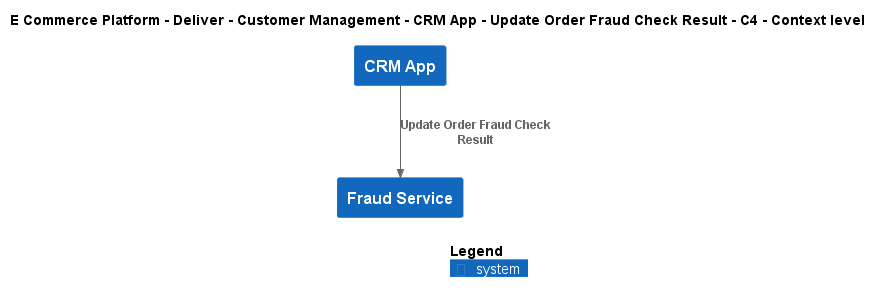 E Commerce Platform - Deliver - Customer Management - CRM App - Update Order Fraud Check Result - C4 - Context level
CRM App
Update Order Fraud Check
Result
Fraud Service
Legend
system